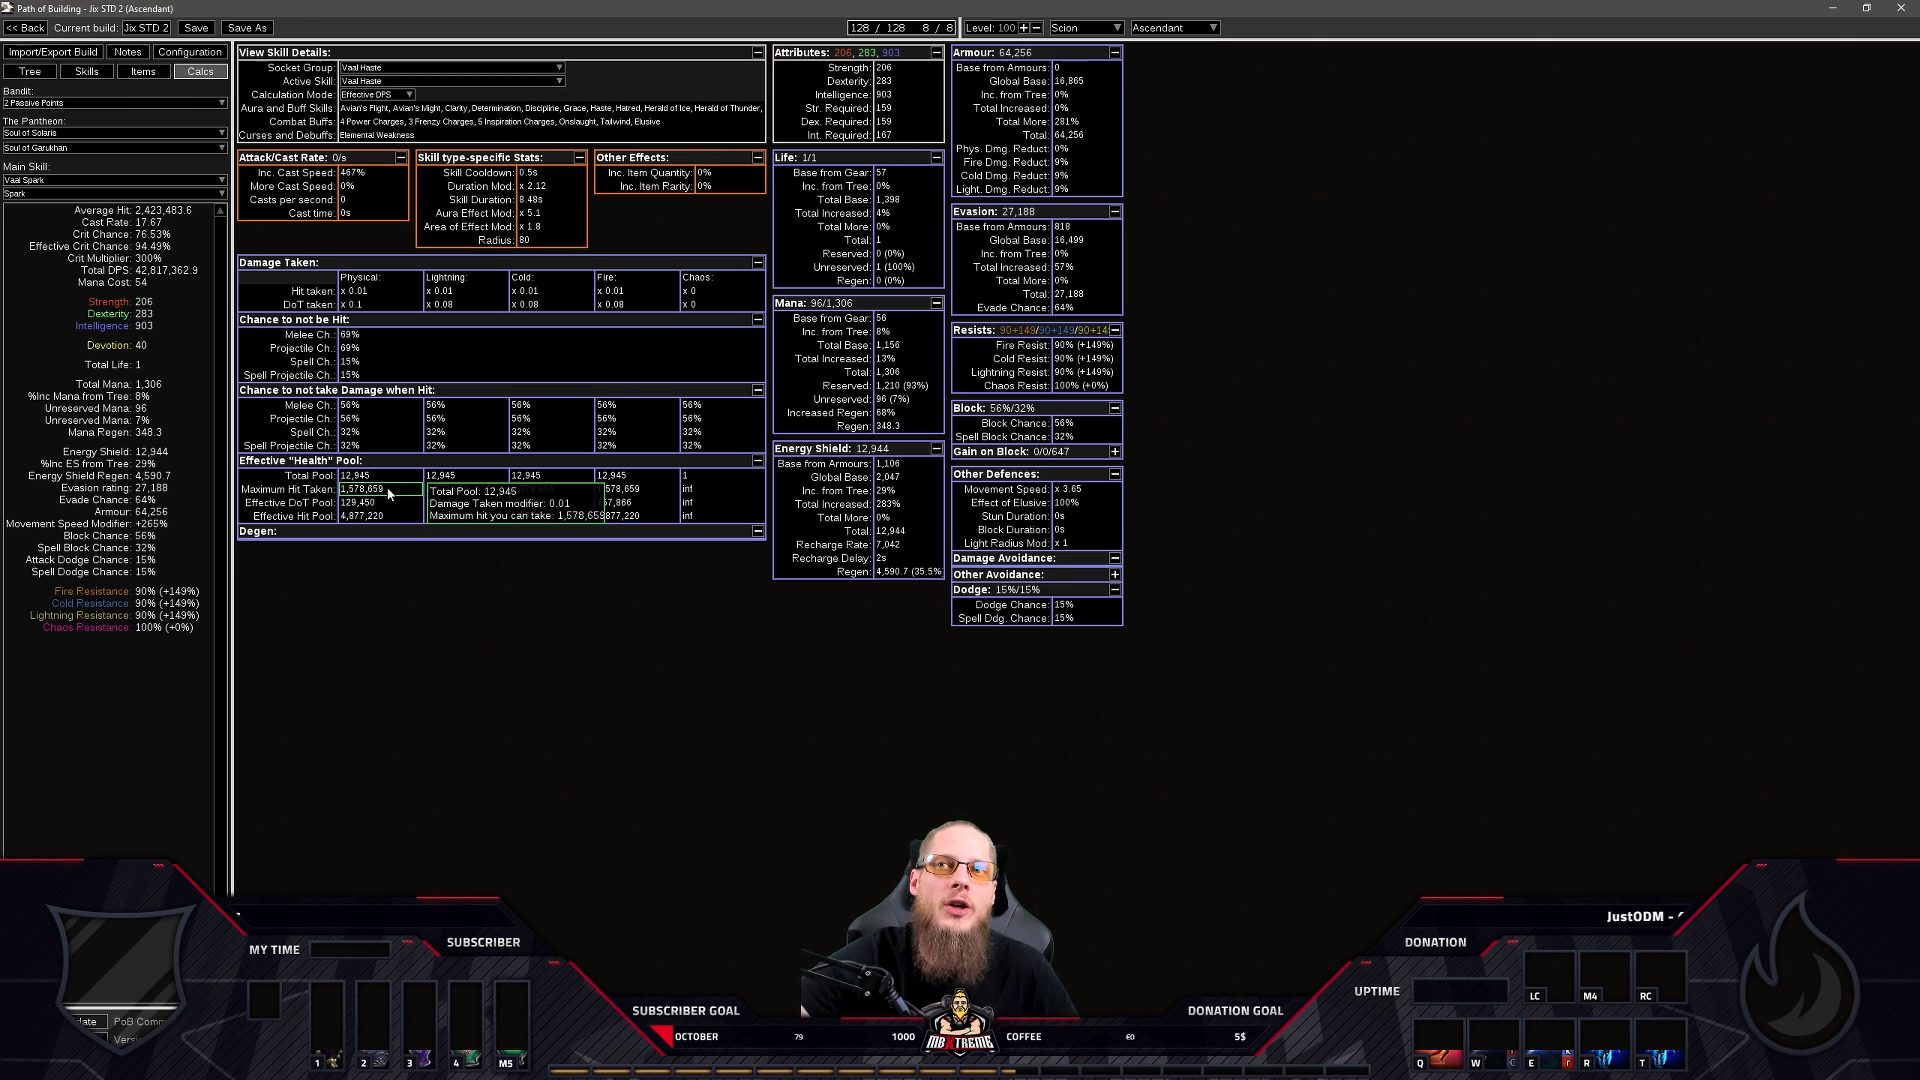 Path of Building - Jix STD 2 (Ascendant)
<< Back Current build: Jix STD 2 Save Save As 128 / 128 8 / 8 Level: 100 Scion Ascendant
Import/Export Build Notes Configuration
Tree Skills Items Calcs
Bandit:
2 Passive Points
The Pantheon:
Soul of Solaris
Soul of Garukhan
Main Skill:
Vaal Spark
Spark
Average Hit: 2,423,483.6
Cast Rate: 17.67
Crit Chance: 76.53%
Effective Crit Chance: 94.49%
Crit Multiplier: 300%
Total DPS: 42,817,362.9
Mana Cost: 54
Strength: 206
Dexterity: 283
Intelligence: 903
Devotion: 40
Total Life: 1
Total Mana: 1,306
%Inc Mana from Tree: 8%
Unreserved Mana: 96
Unreserved Mana: 7%
Mana Regen: 348.3
Energy Shield: 12,944
%Inc ES from Tree: 29%
Energy Shield Regen: 4,590.7
Evasion rating: 27,188
Evade Chance: 64%
Armour: 64,256
Movement Speed Modifier: +265%
Block Chance: 56%
Spell Block Chance: 32%
Attack Dodge Chance: 15%
Spell Dodge Chance: 15%
Fire Resistance: 90% (+149%)
Cold Resistance: 90% (+149%)
Lightning Resistance: 90% (+149%)
Chaos Resistance: 100% (+0%)
View Skill Details:
Socket Group: Vaal Haste
Active Skill: Vaal Haste
Calculation Mode: Effective DPS
Aura and Buff Skills: Avian's Flight, Avian's Might, Clarity, Determination, Discipline, Grace, Haste, Hatred, Herald of Ice, Herald of Thunder,
Combat Buffs: 4 Power Charges, 3 Frenzy Charges, 5 Inspiration Charges, Onslaught, Tailwind, Elusive
Curses and Debuffs: Elemental Weakness
Attack/Cast Rate: 0/s
Inc. Cast Speed: 467%
More Cast Speed: 0%
Casts per second: 0
Cast time: 0s
Skill type-specific Stats:
Skill Cooldown: 0.5s
Duration Mod: x 2.12
Skill Duration: 8.48s
Aura Effect Mod: x 5.1
Area of Effect Mod: x 1.8
Radius: 80
Other Effects:
Inc. Item Quantity: 0%
Inc. Item Rarity: 0%
Damage Taken:
Physical: Lightning: Cold: Fire: Chaos:
Hit taken: x 0.01 x 0.01 x 0.01 x 0.01 x 0
DoT taken: x 0.1 x 0.08 x 0.08 x 0.08 x 0
Chance to not be Hit:
Melee Ch.: 69%
Projectile Ch.: 69%
Spell Ch.: 15%
Spell Projectile Ch.: 15%
Chance to not take Damage when Hit:
Melee Ch.: 56% 56% 56% 56% 56%
Projectile Ch.: 56% 56% 56% 56% 56%
Spell Ch.: 32% 32% 32% 32% 32%
Spell Projectile Ch.: 32% 32% 32% 32% 32%
Effective "Health" Pool:
Total Pool: 12,945 12,945 12,945 12,945 1
Maximum Hit Taken: 1,578,659 578,659 inf
Effective DoT Pool: 129,450 57,866 inf
Effective Hit Pool: 4,877,220 877,220 inf
Total Pool: 12,945
Damage Taken modifier: 0.01
Maximum hit you can take: 1,578,659
Degen:
Attributes: 206, 283, 903
Strength: 206
Dexterity: 283
Intelligence: 903
Str. Required: 159
Dex. Required: 159
Int. Required: 167
Life: 1/1
Base from Gear: 57
Inc. from Tree: 0%
Total Base: 1,398
Total Increased: 4%
Total More: 0%
Total: 1
Reserved: 0 (0%)
Unreserved: 1 (100%)
Regen: 0 (0%)
Mana: 96/1,306
Base from Gear: 56
Inc. from Tree: 8%
Total Base: 1,156
Total Increased: 13%
Total: 1,306
Reserved: 1,210 (93%)
Unreserved: 96 (7%)
Increased Regen: 68%
Regen: 348.3
Energy Shield: 12,944
Base from Armours: 1,106
Global Base: 2,047
Inc. from Tree: 29%
Total Increased: 283%
Total More: 0%
Total: 12,944
Recharge Rate: 7,042
Recharge Delay: 2s
Regen: 4,590.7 (35.5%)
Armour: 64,256
Base from Armours: 0
Global Base: 16,865
Inc. from Tree: 0%
Total Increased: 0%
Total More: 281%
Total: 64,256
Phys. Dmg. Reduct: 0%
Fire Dmg. Reduct: 9%
Cold Dmg. Reduct: 9%
Light. Dmg. Reduct: 9%
Evasion: 27,188
Base from Armours: 818
Global Base: 16,499
Inc. from Tree: 0%
Total Increased: 57%
Total More: 0%
Total: 27,188
Evade Chance: 64%
Resists: 90+149/90+149/90+14
Fire Resist: 90% (+149%)
Cold Resist: 90% (+149%)
Lightning Resist: 90% (+149%)
Chaos Resist: 100% (+0%)
Block: 56%/32%
Block Chance: 56%
Spell Block Chance: 32%
Gain on Block: 0/0/647
Other Defences:
Movement Speed: x 3.65
Effect of Elusive: 100%
Stun Duration: 0s
Block Duration: 0s
Light Radius Mod: x 1
Damage Avoidance:
Other Avoidance:
Dodge: 15%/15%
Dodge Chance: 15%
Spell Ddg. Chance: 15%
MY TIME SUBSCRIBER
1 2 3 4 M5
SUBSCRIBER GOAL
OCTOBER 79 1000
MBXTREME
DONATION GOAL
COFFEE €0 5$
JustODM -
DONATION
UPTIME LC M4 RC
Q W E R T